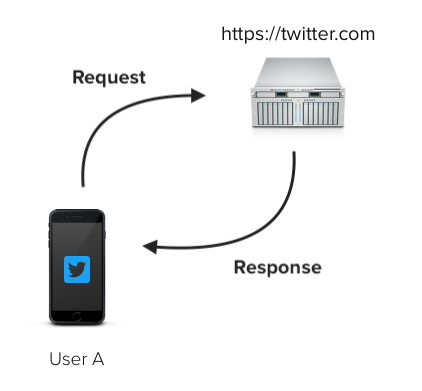 https://twitter.com
Request
Response
User A